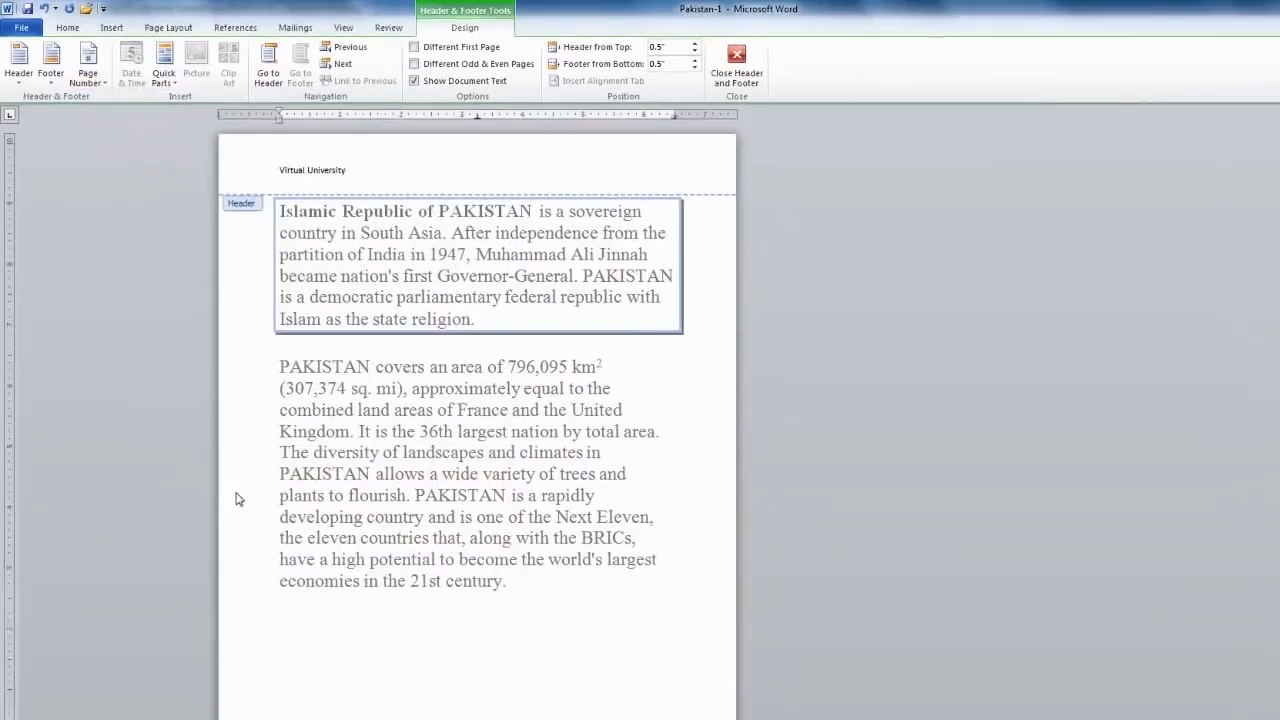 Pakistan-1 - Microsoft Word
Header & Footer Tools
File Home Insert Page Layout References Mailings View Review Design
Header Footer Page Number Date & Time Quick Parts Picture Clip Art Go to Header Go to Footer
Previous
Next
Link to Previous
Different First Page
Different Odd & Even Pages
Show Document Text
Header from Top: 0.5"
Footer from Bottom: 0.5"
Insert Alignment Tab
Close Header and Footer
Header & Footer Insert Navigation Options Position Close
1 2 3 4 5 6 7
Virtual University
Header
Islamic Republic of PAKISTAN is a sovereign
country in South Asia. After independence from the
partition of India in 1947, Muhammad Ali Jinnah
became nation's first Governor-General. PAKISTAN
is a democratic parliamentary federal republic with
Islam as the state religion.
PAKISTAN covers an area of 796,095 km²
(307,374 sq. mi), approximately equal to the
combined land areas of France and the United
Kingdom. It is the 36th largest nation by total area.
The diversity of landscapes and climates in
PAKISTAN allows a wide variety of trees and
plants to flourish. PAKISTAN is a rapidly
developing country and is one of the Next Eleven,
the eleven countries that, along with the BRICs,
have a high potential to become the world's largest
economies in the 21st century.